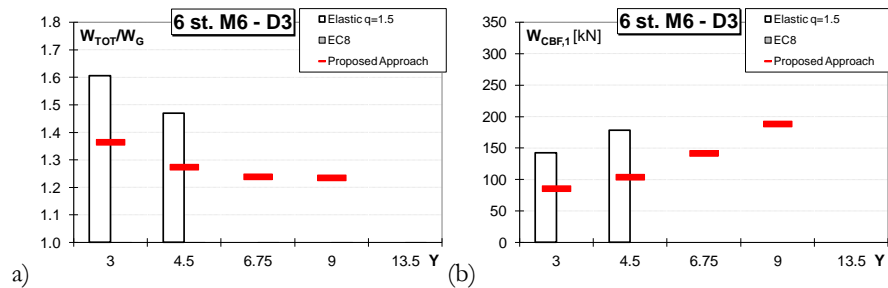 6 st. M6 - D3
W_TOT/W_G
Elastic q=1.5
EC8
Proposed Approach
1.8
1.7
1.6
1.5
1.4
1.3
1.2
1.1
1.0
3 4.5 6.75 9 13.5 Y
a)
6 st. M6 - D3
W_CBF,1 [kN]
Elastic q=1.5
EC8
Proposed Approach
350
300
250
200
150
100
50
0
3 4.5 6.75 9 13.5 Y
(b)